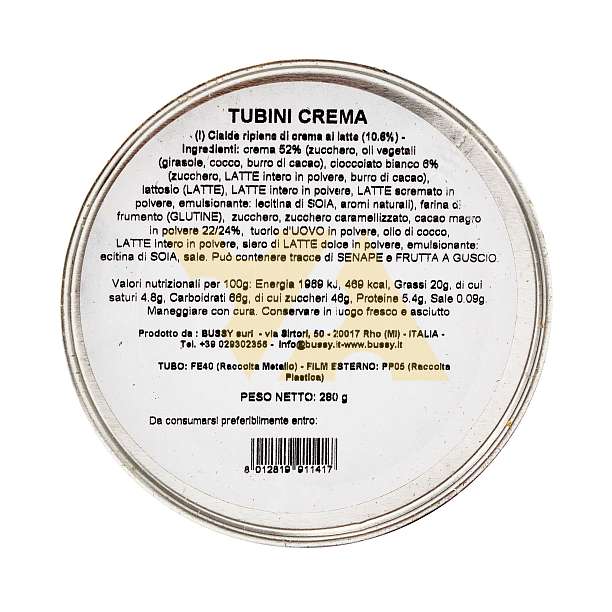 TUBINI CREMA
(I) Cialde ripiene di crema al latte (10.6%) -
Ingredienti: crema 52% (zucchero, oli vegetali
(girasole, cocco, burro di cacao), cioccolato bianco 6%
(zucchero, LATTE intero in polvere, burro di cacao),
lattosio (LATTE), LATTE intero in polvere, LATTE scremato in
polvere, emulsionante: lecitina di SOIA, aromi naturali), farina di
frumento (GLUTINE), zucchero, zucchero caramellizzato, cacao magro
in polvere 22/24%, tuorlo d'UOVO in polvere, olio di cocco,
LATTE intero in polvere, siero di LATTE dolce in polvere, emulsionante:
ecitina di SOIA, sale. Può contenere tracce di SENAPE e FRUTTA A GUSCIO.
Valori nutrizionali per 100g: Energia 1969 kJ, 469 kcal, Grassi 20g, di cui
saturi 4.8g, Carboidrati 66g, di cui zuccheri 46g, Proteine 5.4g, Sale 0.09g.
Maneggiare con cura. Conservare in luogo fresco e asciutto
Prodotto da : BUSSY surl - via Sirtori, 50 - 20017 Rho (MI) - ITALIA -
Tel. +39 029302356 - info@bussy.it-www.bussy.it
TUBO: FE40 (Raccolta Metallo) - FILM ESTERNO: PP05 (Raccolta
Plastica)
PESO NETTO: 280 g
Da consumarsi preferibilmente entro:
8 012819 911417